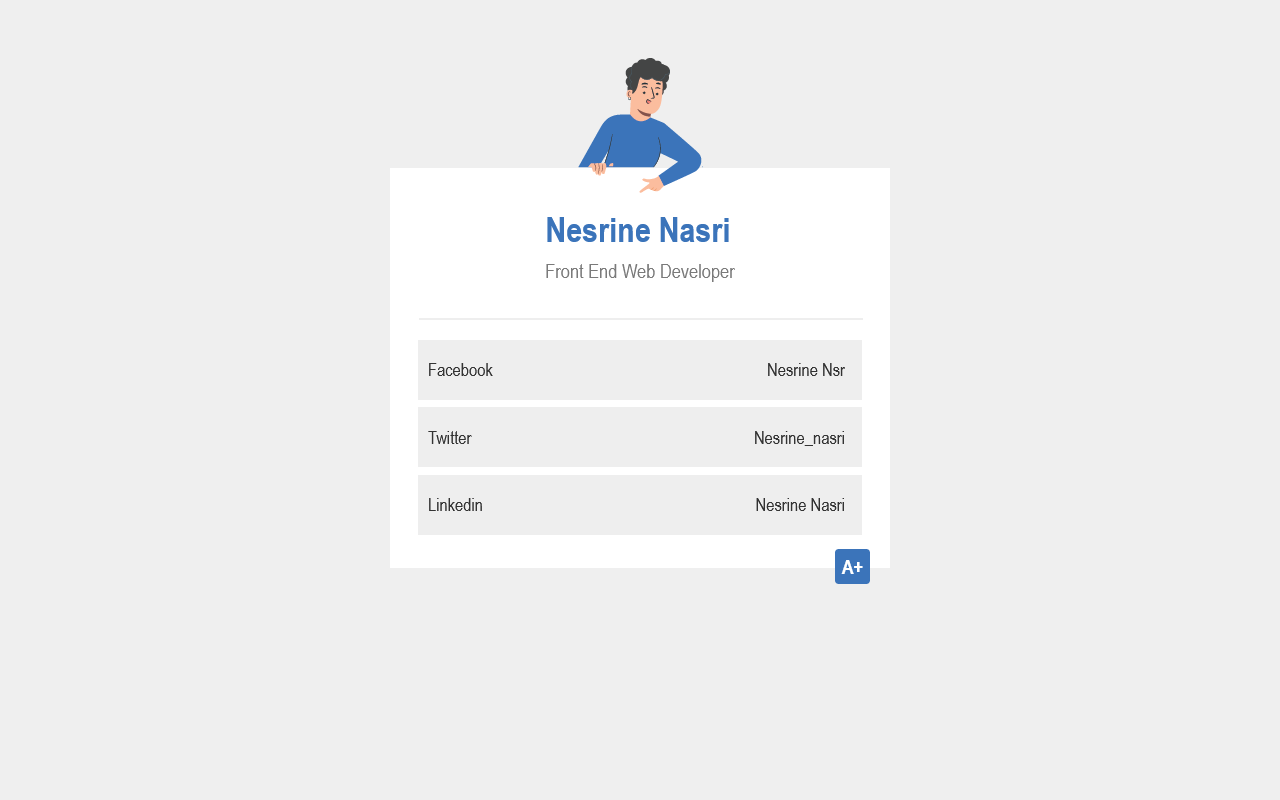 Nesrine Nasri
Front End Web Developer
Facebook Nesrine Nsr
Twitter Nesrine_nasri
Linkedin Nesrine Nasri
A+